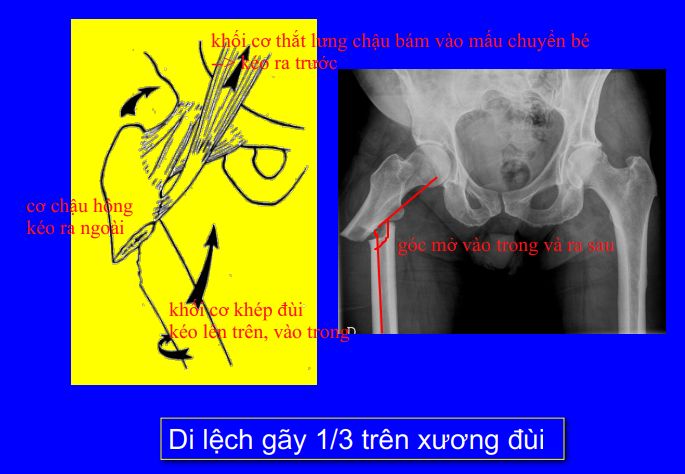 khối cơ thắt lưng chậu bám vào mấu chuyển bé
--> kéo ra trước
cơ chậu hông
kéo ra ngoài
góc mở vào trong và ra sau
khối cơ khép đùi
kéo lên trên, vào trong
D
Di lệch gãy 1/3 trên xương đùi